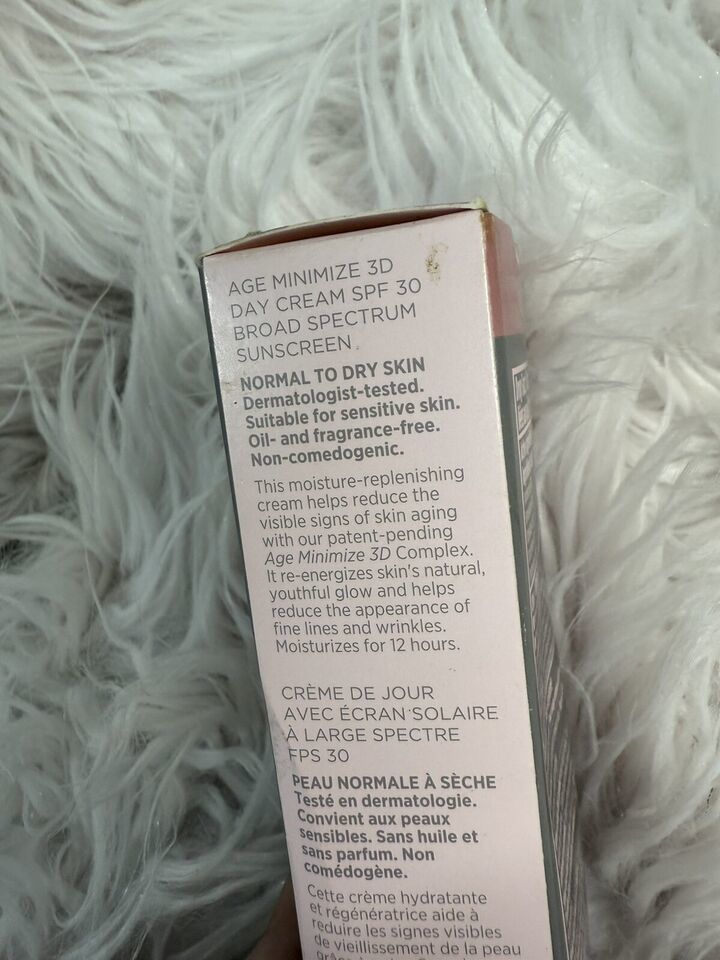 AGE MINIMIZE 3D
DAY CREAM SPF 30
BROAD SPECTRUM
SUNSCREEN
NORMAL TO DRY SKIN
Dermatologist-tested.
Suitable for sensitive skin.
Oil- and fragrance-free.
Non-comedogenic.
This moisture-replenishing
cream helps reduce the
visible signs of skin aging
with our patent-pending
Age Minimize 3D Complex.
It re-energizes skin's natural,
youthful glow and helps
reduce the appearance of
fine lines and wrinkles.
Moisturizes for 12 hours.
CRÈME DE JOUR
AVEC ÉCRAN SOLAIRE
À LARGE SPECTRE
FPS 30
PEAU NORMALE À SÈCHE
Testé en dermatologie.
Convient aux peaux
sensibles. Sans huile et
sans parfum. Non
comédogène.
Cette crème hydratante
et régénératrice aide à
réduire les signes visibles
de vieillissement de la peau